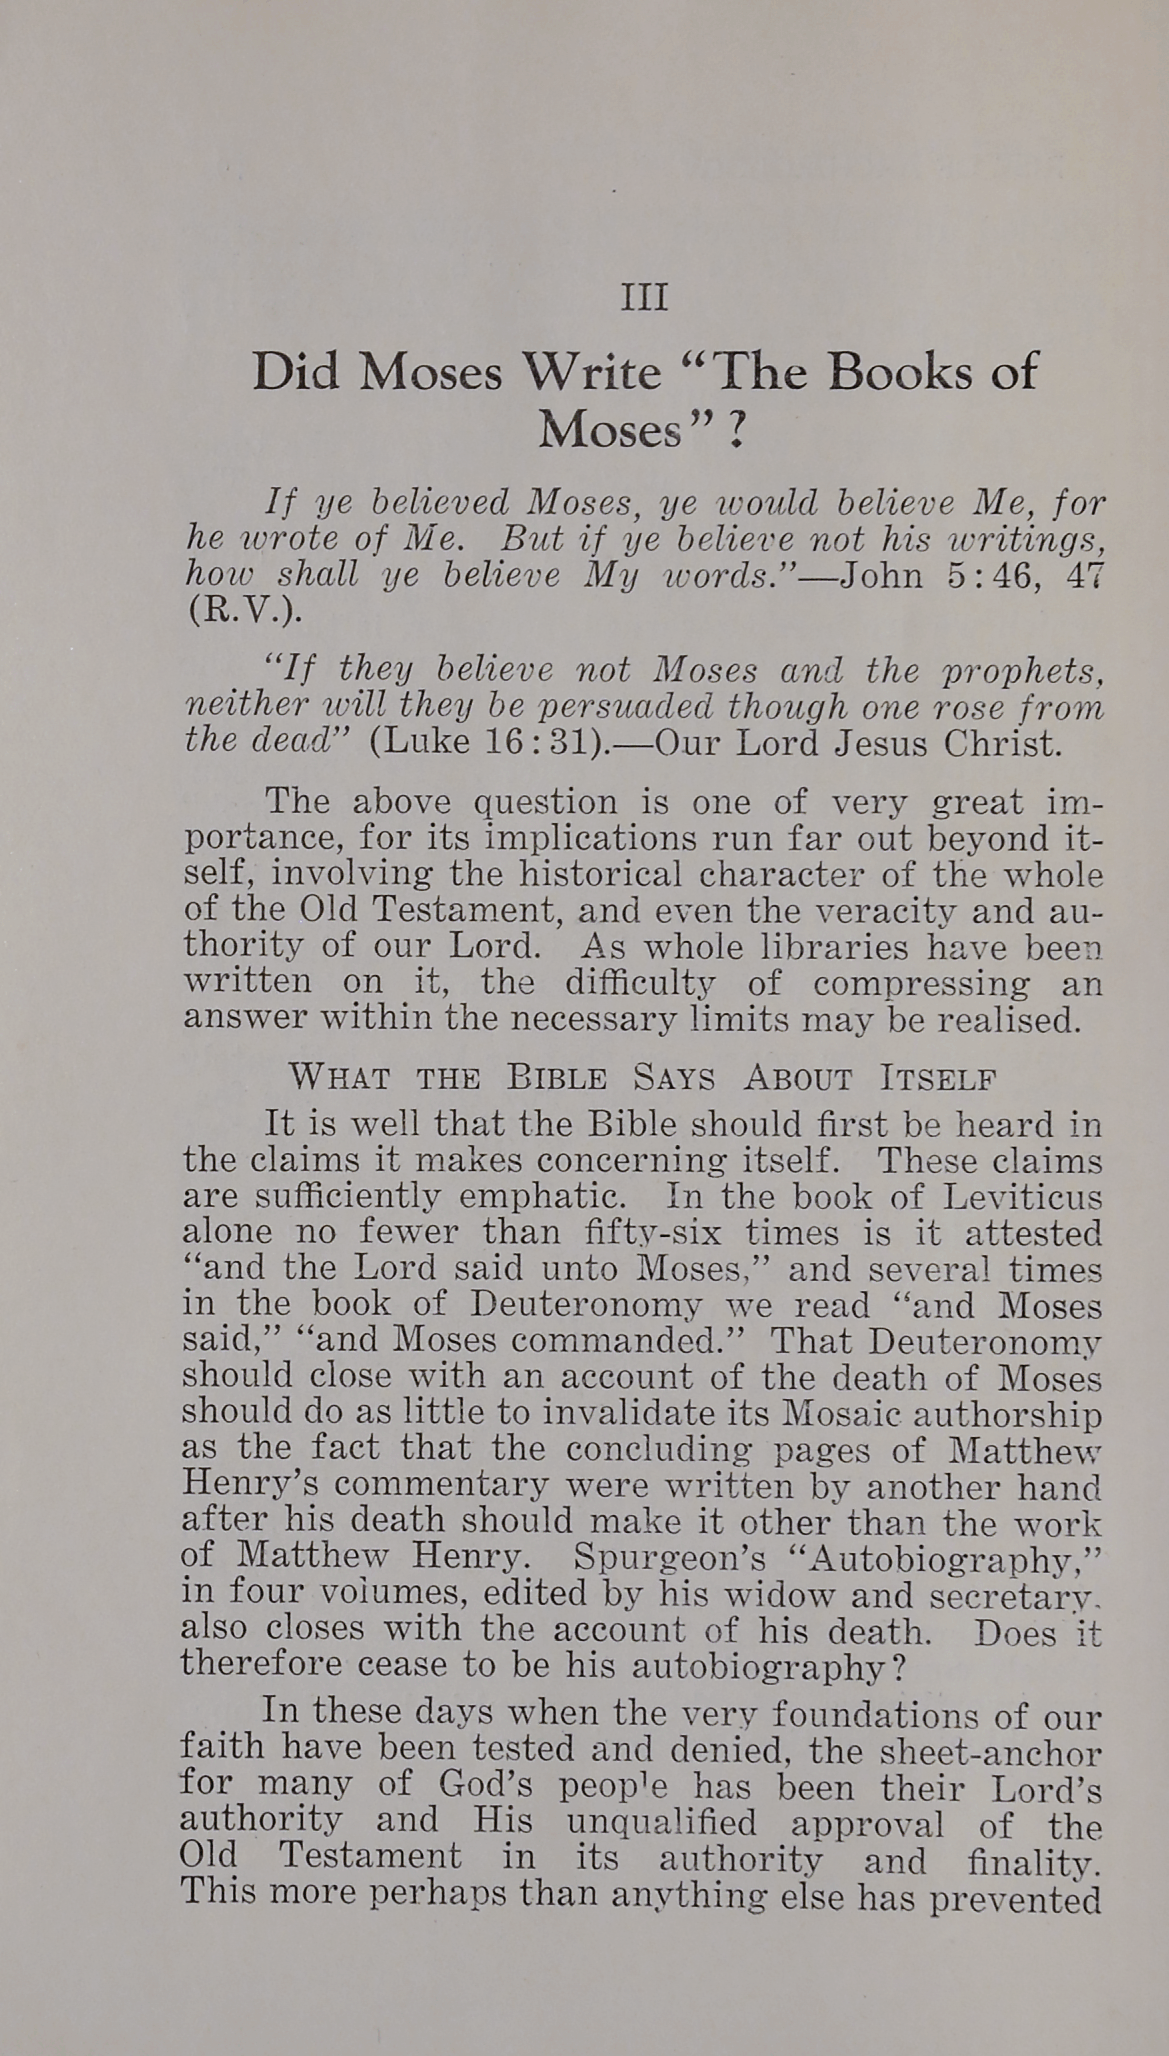 III
Did Moses Write “The Books of
Moses” ?
If ye believed Moses, ye would believe Me, for
he wrote of Me. But if ye believe not his writings,
how shall ye believe My words.”—John 5:46, 47
(R.V.).
“If they believe not Moses and the prophets,
neither will they be persuaded though one rose from
the dead” (Luke 16:31).—Our Lord Jesus Christ.
The above question is one of very great im-
portance, for its implications run far out beyond it-
self, involving the historical character of the whole
of the Old Testament, and even the veracity and au-
thority of our Lord. As whole libraries have been
written on it, the difficulty of compressing an
answer within the necessary limits may be realised.
WHAT THE BIBLE SAYS ABOUT ITSELF
It is well that the Bible should first be heard in
the claims it makes concerning itself. These claims
are sufficiently emphatic. In the book of Leviticus
alone no fewer than fifty-six times is it attested
“and the Lord said unto Moses,” and several times
in the book of Deuteronomy we read “and Moses
said,” “and Moses commanded.” That Deuteronomy
should close with an account of the death of Moses
should do as little to invalidate its Mosaic authorship
as the fact that the concluding pages of Matthew
Henry’s commentary were written by another hand
after his death should make it other than the work
of Matthew Henry. Spurgeon’s “Autobiography,”
in four volumes, edited by his widow and secretary.
also closes with the account of his death. Does it
therefore cease to be his autobiography?
In these days when the very foundations of our
faith have been tested and denied, the sheet-anchor
for many of God’s people has been their Lord’s
authority and His unqualified approval of the
Old Testament in its authority and finality.
This more perhaps than anything else has prevented